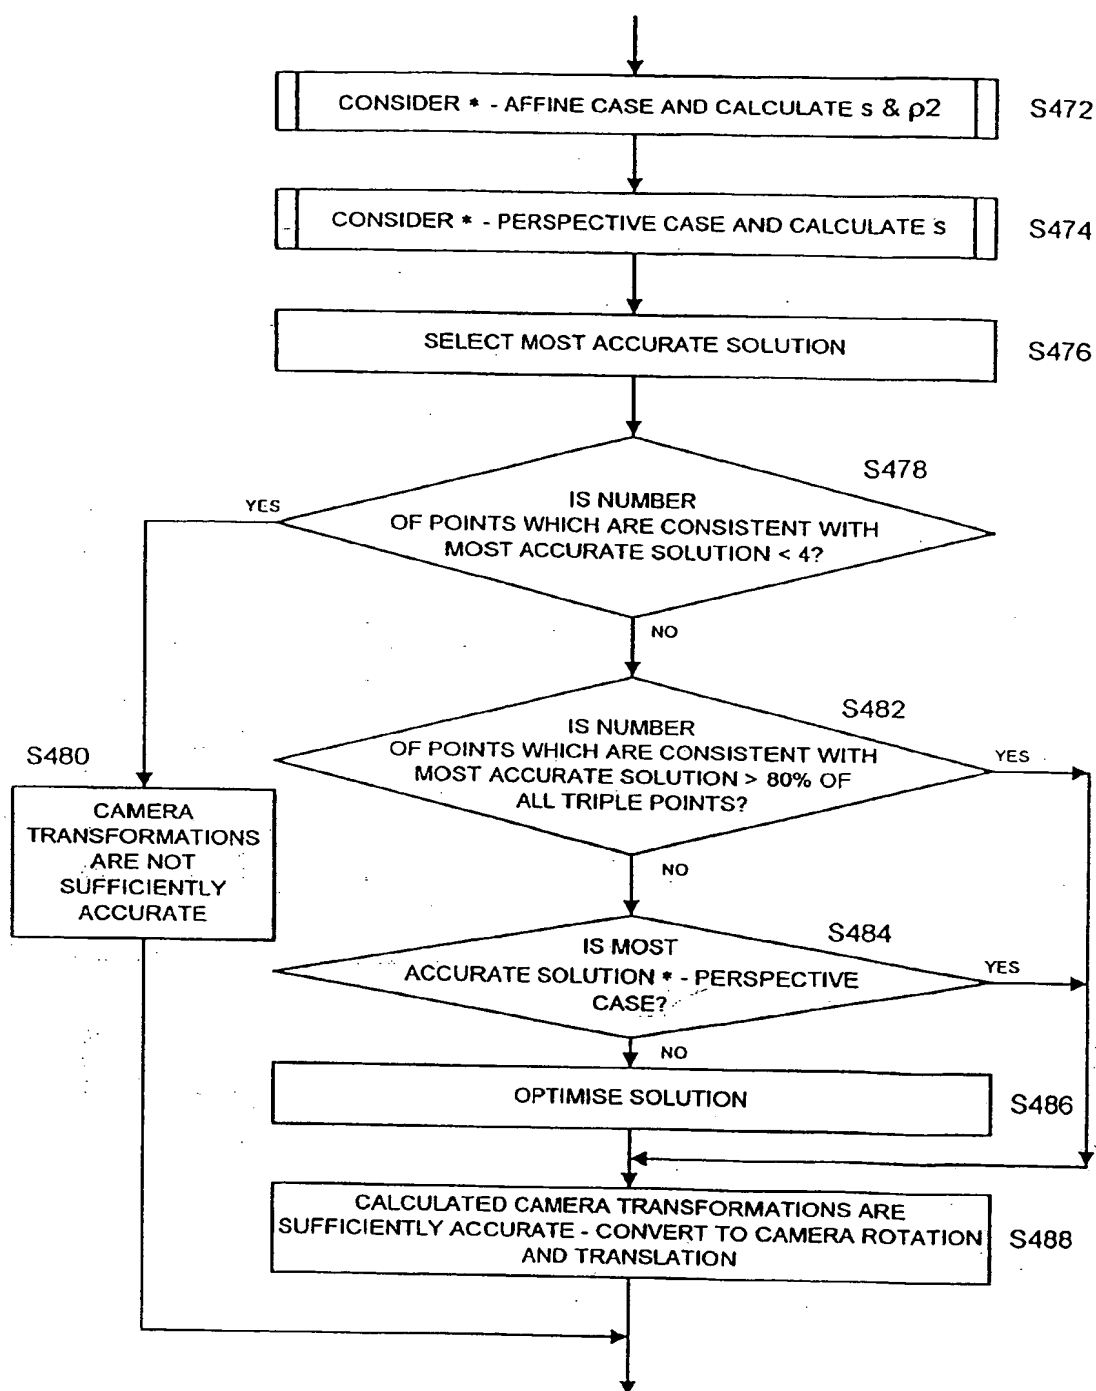 CONSIDER * - AFFINE CASE AND CALCULATE s & ρ2
S472
CONSIDER * - PERSPECTIVE CASE AND CALCULATE s
S474
SELECT MOST ACCURATE SOLUTION
S476
S478
YES
IS NUMBER
OF POINTS WHICH ARE CONSISTENT WITH
MOST ACCURATE SOLUTION < 4?
NO
S482
IS NUMBER
OF POINTS WHICH ARE CONSISTENT WITH
MOST ACCURATE SOLUTION > 80% OF
ALL TRIPLE POINTS?
YES
S480
CAMERA
TRANSFORMATIONS
ARE NOT
SUFFICIENTLY
ACCURATE
NO
S484
IS MOST
ACCURATE SOLUTION * - PERSPECTIVE
CASE?
YES
NO
OPTIMISE SOLUTION
S486
CALCULATED CAMERA TRANSFORMATIONS ARE
SUFFICIENTLY ACCURATE - CONVERT TO CAMERA ROTATION
AND TRANSLATION
S488